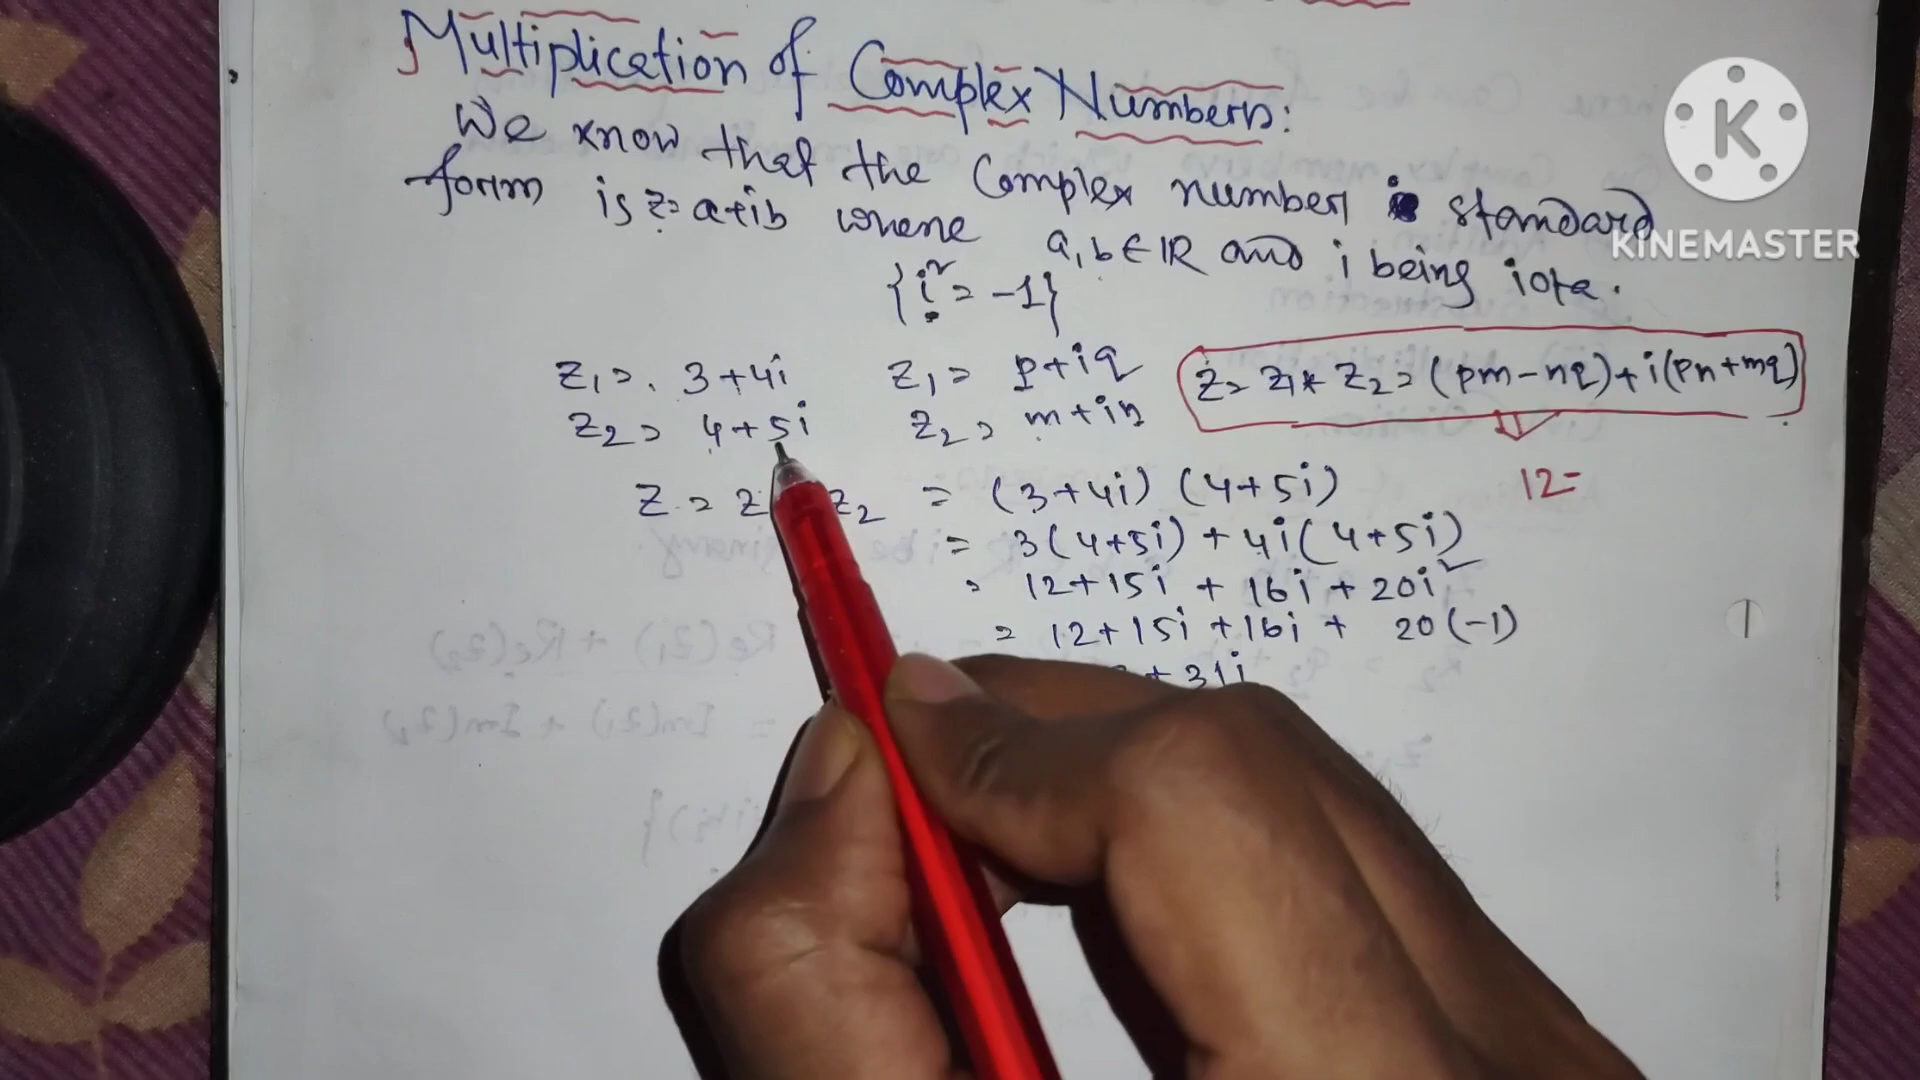 Multiplication of Complex Numbers:
We know that the Complex number standard
form is z = a+ib where a,b ∈ IR and i being iota.
{i² = -1}
z₁ = 3+4i z₁ = p+iq z = z₁* z₂ = (pm-nq)+i(pn+mq)
z₂ = 4+5i z₂ = m+in
z = z z₂ = (3+4i) (4+5i) 12=
= 3(4+5i) + 4i(4+5i)
= 12+15i + 16i + 20i²
= 12+15i +16i + 20(-1)
+ 31i
K
KINEMASTER